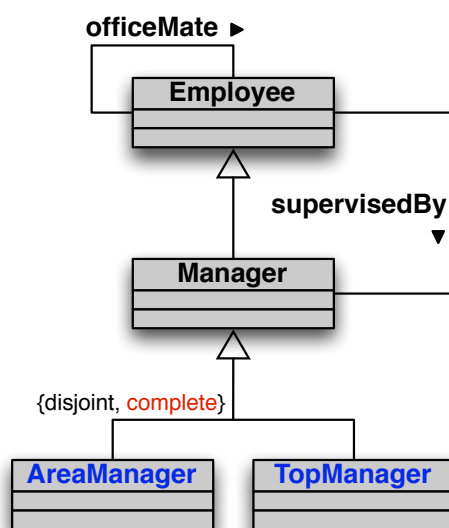 officeMate ▶
Employee
supervisedBy
▼
Manager
{disjoint, complete}
AreaManager
TopManager